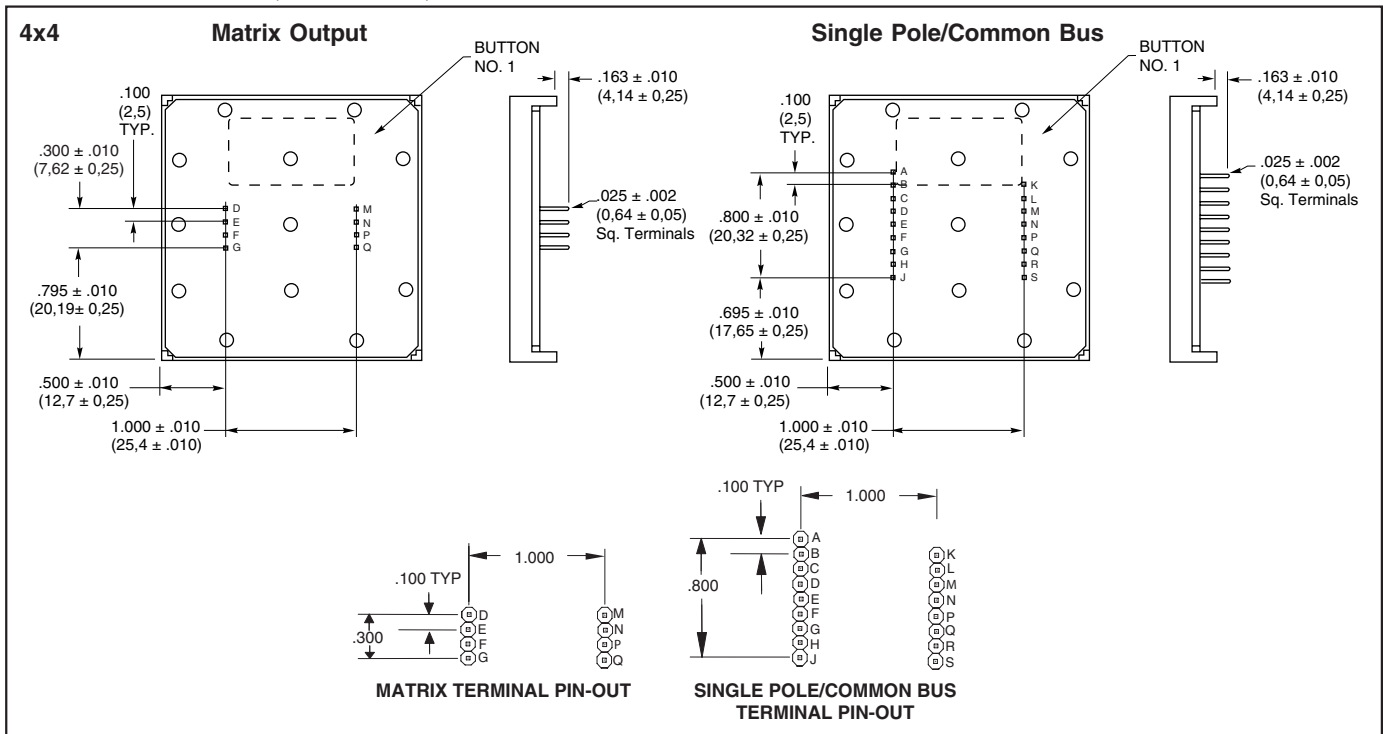 4x4
Matrix Output
BUTTON
NO. 1
.100
(2,5)
TYP.
.300 ± .010
(7,62 ± 0,25)
.795 ± .010
(20,19± 0,25)
.500 ± .010
(12,7 ± 0,25)
1.000 ± .010
(25,4 ± .010)
D
E
F
G
M
N
P
Q
.163 ± .010
(4,14 ± 0,25)
.025 ± .002
(0,64 ± 0,05)
Sq. Terminals
Single Pole/Common Bus
BUTTON
NO. 1
.100
(2,5)
TYP.
.800 ± .010
(20,32 ± 0,25)
.695 ± .010
(17,65 ± 0,25)
.500 ± .010
(12,7 ± 0,25)
1.000 ± .010
(25,4 ± .010)
A
B
C
D
E
F
G
H
J
K
L
M
N
P
Q
R
S
.163 ± .010
(4,14 ± 0,25)
.025 ± .002
(0,64 ± 0,05)
Sq. Terminals
1.000
.100 TYP
.300
D
E
F
G
M
N
P
Q
MATRIX TERMINAL PIN-OUT
.100 TYP
1.000
.800
A
B
C
D
E
F
G
H
J
K
L
M
N
P
Q
R
S
SINGLE POLE/COMMON BUS
TERMINAL PIN-OUT